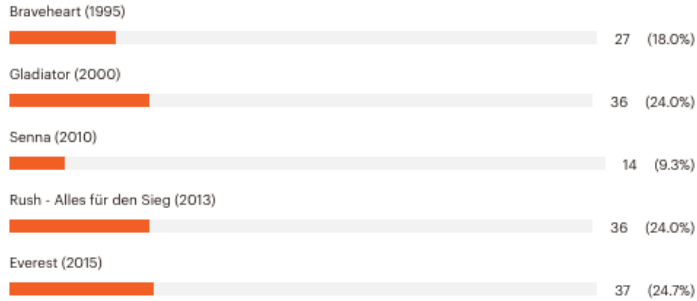 Braveheart (1995)
27 (18.0%)
Gladiator (2000)
36 (24.0%)
Senna (2010)
14 (9.3%)
Rush - Alles für den Sieg (2013)
36 (24.0%)
Everest (2015)
37 (24.7%)